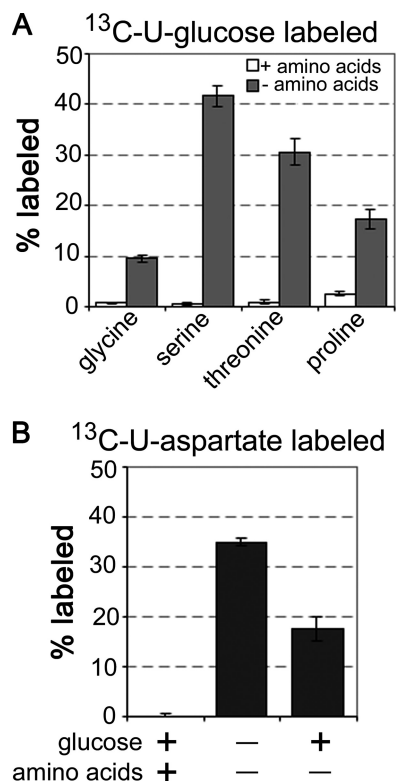 A
¹³C-U-glucose labeled
+ amino acids
- amino acids
% labeled
50
40
30
20
10
0
glycine
serine
threonine
proline
B
¹³C-U-aspartate labeled
% labeled
50
40
30
20
10
0
glucose + — +
amino acids + — —